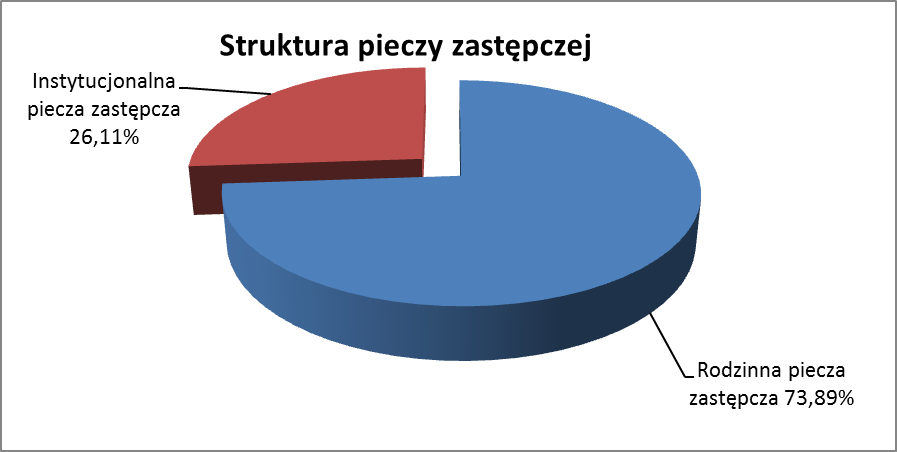 Struktura pieczy zastępczej
Instytucjonalna
piecza zastępcza
26,11%
Rodzinna piecza
zastępcza 73,89%